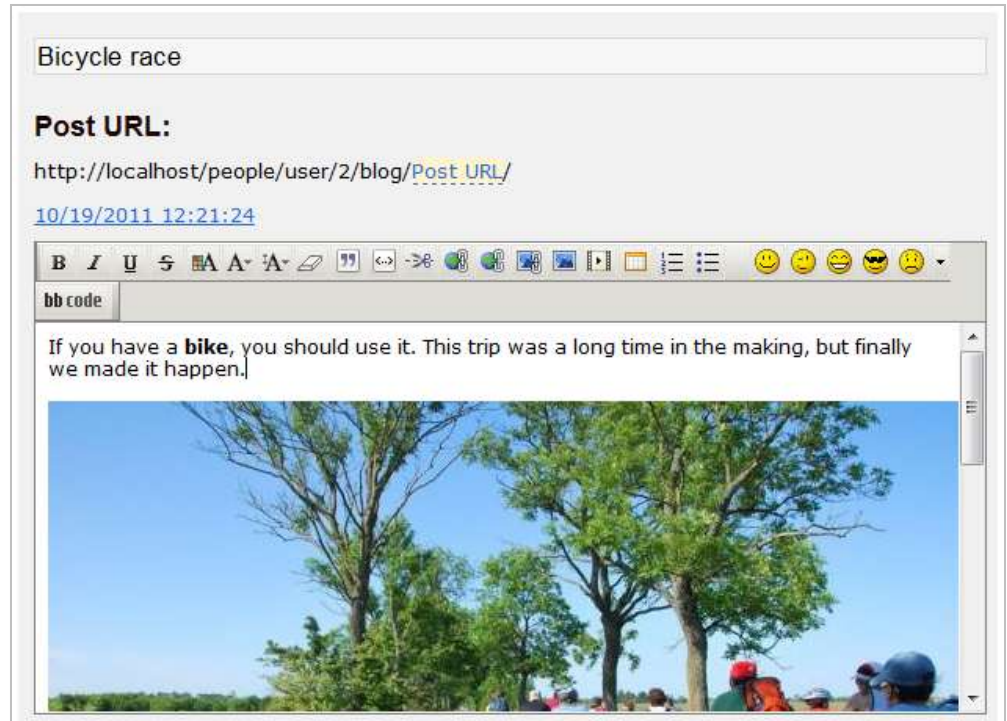 Bicycle race
Post URL:
http://localhost/people/user/2/blog/Post URL/
10/19/2011 12:21:24
B I U S A A A
bb code
If you have a bike, you should use it. This trip was a long time in the making, but finally
we made it happen.